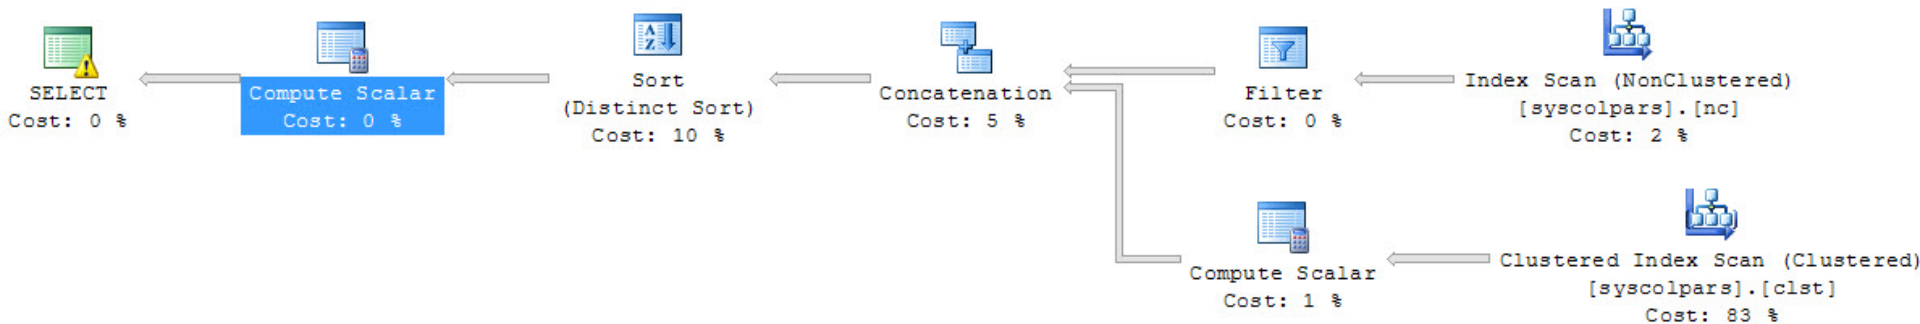 SELECT
Cost: 0 %
Compute Scalar
Cost: 0 %
Sort
(Distinct Sort)
Cost: 10 %
Concatenation
Cost: 5 %
Filter
Cost: 0 %
Index Scan (NonClustered)
[syscolpars].[nc]
Cost: 2 %
Compute Scalar
Cost: 1 %
Clustered Index Scan (Clustered)
[syscolpars].[clst]
Cost: 83 %